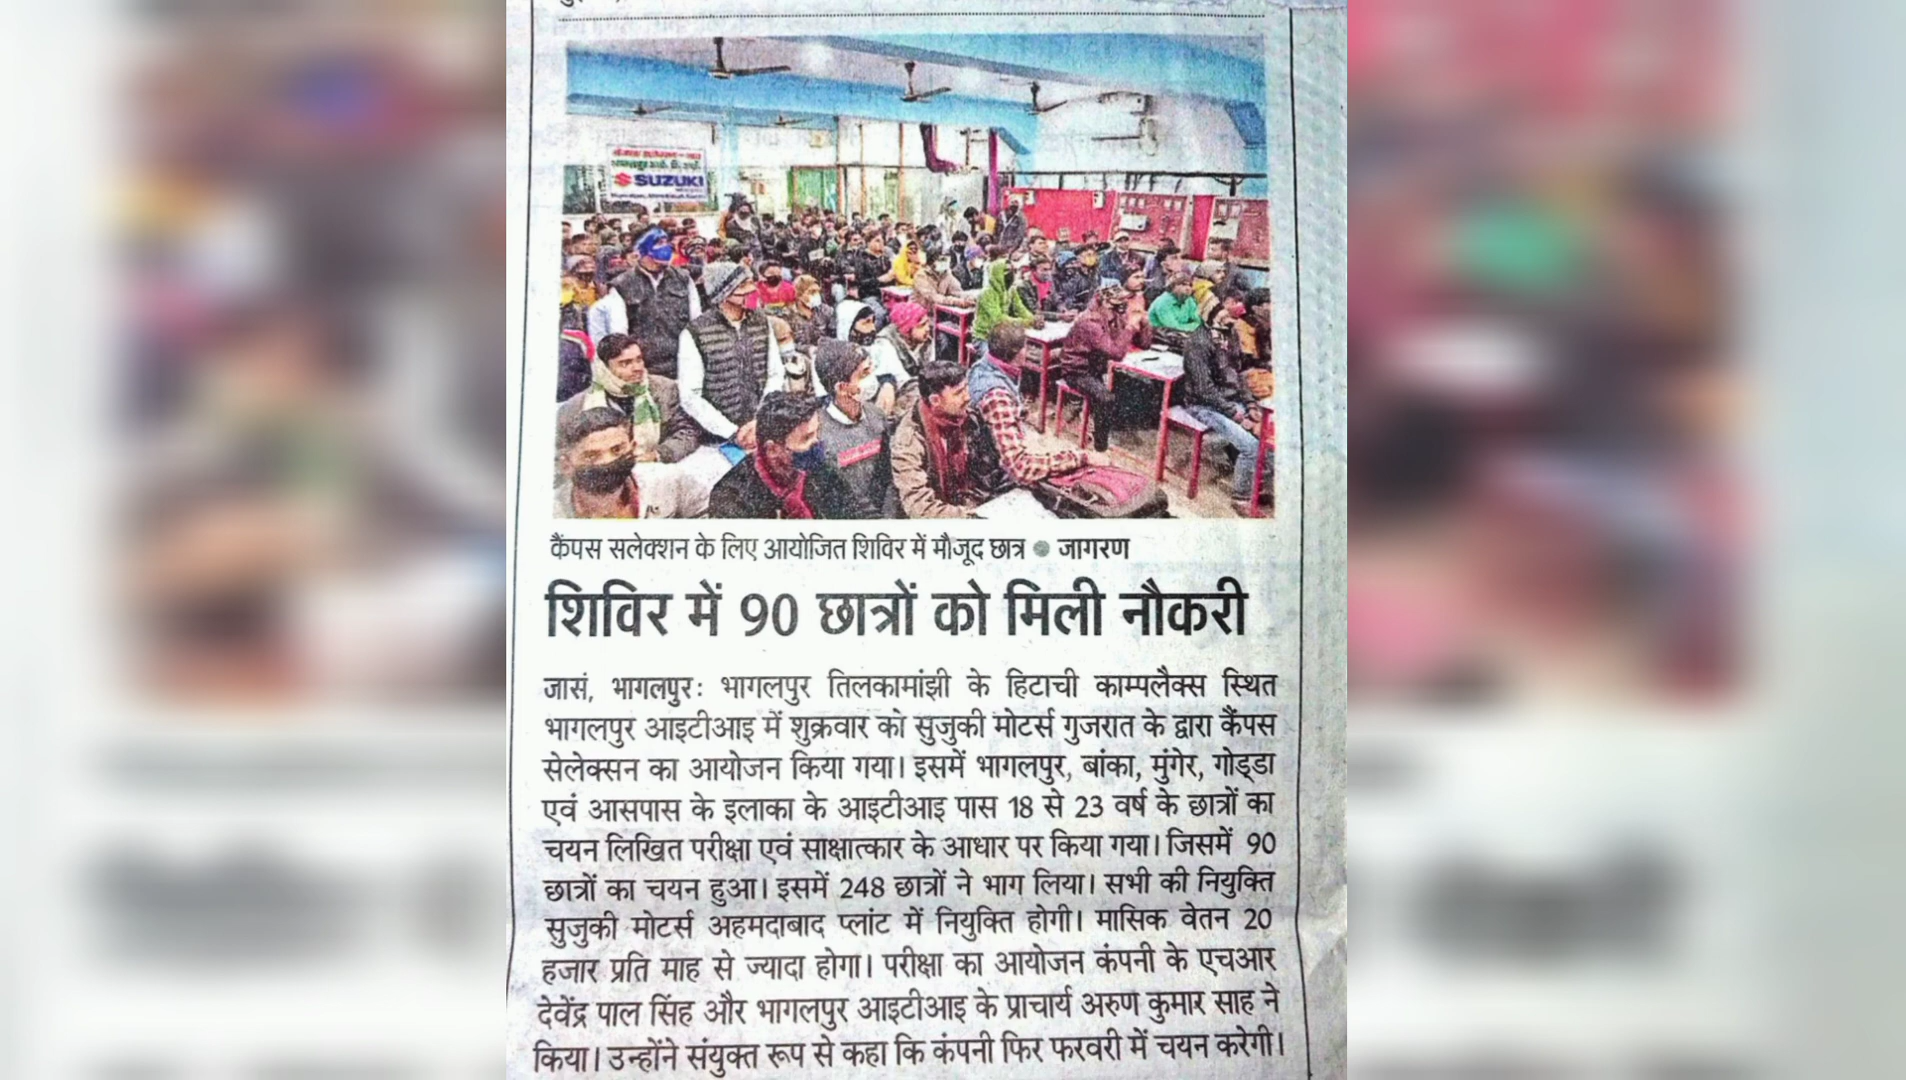 SUZUKI
कैंपस सलेक्शन के लिए आयोजित शिविर में मौजूद छात्र ● जागरण
शिविर में 90 छात्रों को मिली नौकरी
जासं, भागलपुर: भागलपुर तिलकामांझी के हिटाची काम्पलैक्स स्थित
भागलपुर आइटीआइ में शुक्रवार को सुजुकी मोटर्स गुजरात के द्वारा कैंपस
सेलेक्सन का आयोजन किया गया। इसमें भागलपुर, बांका, मुंगेर, गोड्डा
एवं आसपास के इलाका के आइटीआइ पास 18 से 23 वर्ष के छात्रों का
चयन लिखित परीक्षा एवं साक्षात्कार के आधार पर किया गया। जिसमें 90
छात्रों का चयन हुआ। इसमें 248 छात्रों ने भाग लिया। सभी की नियुक्ति
सुजुकी मोटर्स अहमदाबाद प्लांट में नियुक्ति होगी। मासिक वेतन 20
हजार प्रति माह से ज्यादा होगा। परीक्षा का आयोजन कंपनी के एचआर
देवेंद्र पाल सिंह और भागलपुर आइटीआइ के प्राचार्य अरुण कुमार साह ने
किया। उन्होंने संयुक्त रूप से कहा कि कंपनी फिर फरवरी में चयन करेगी।